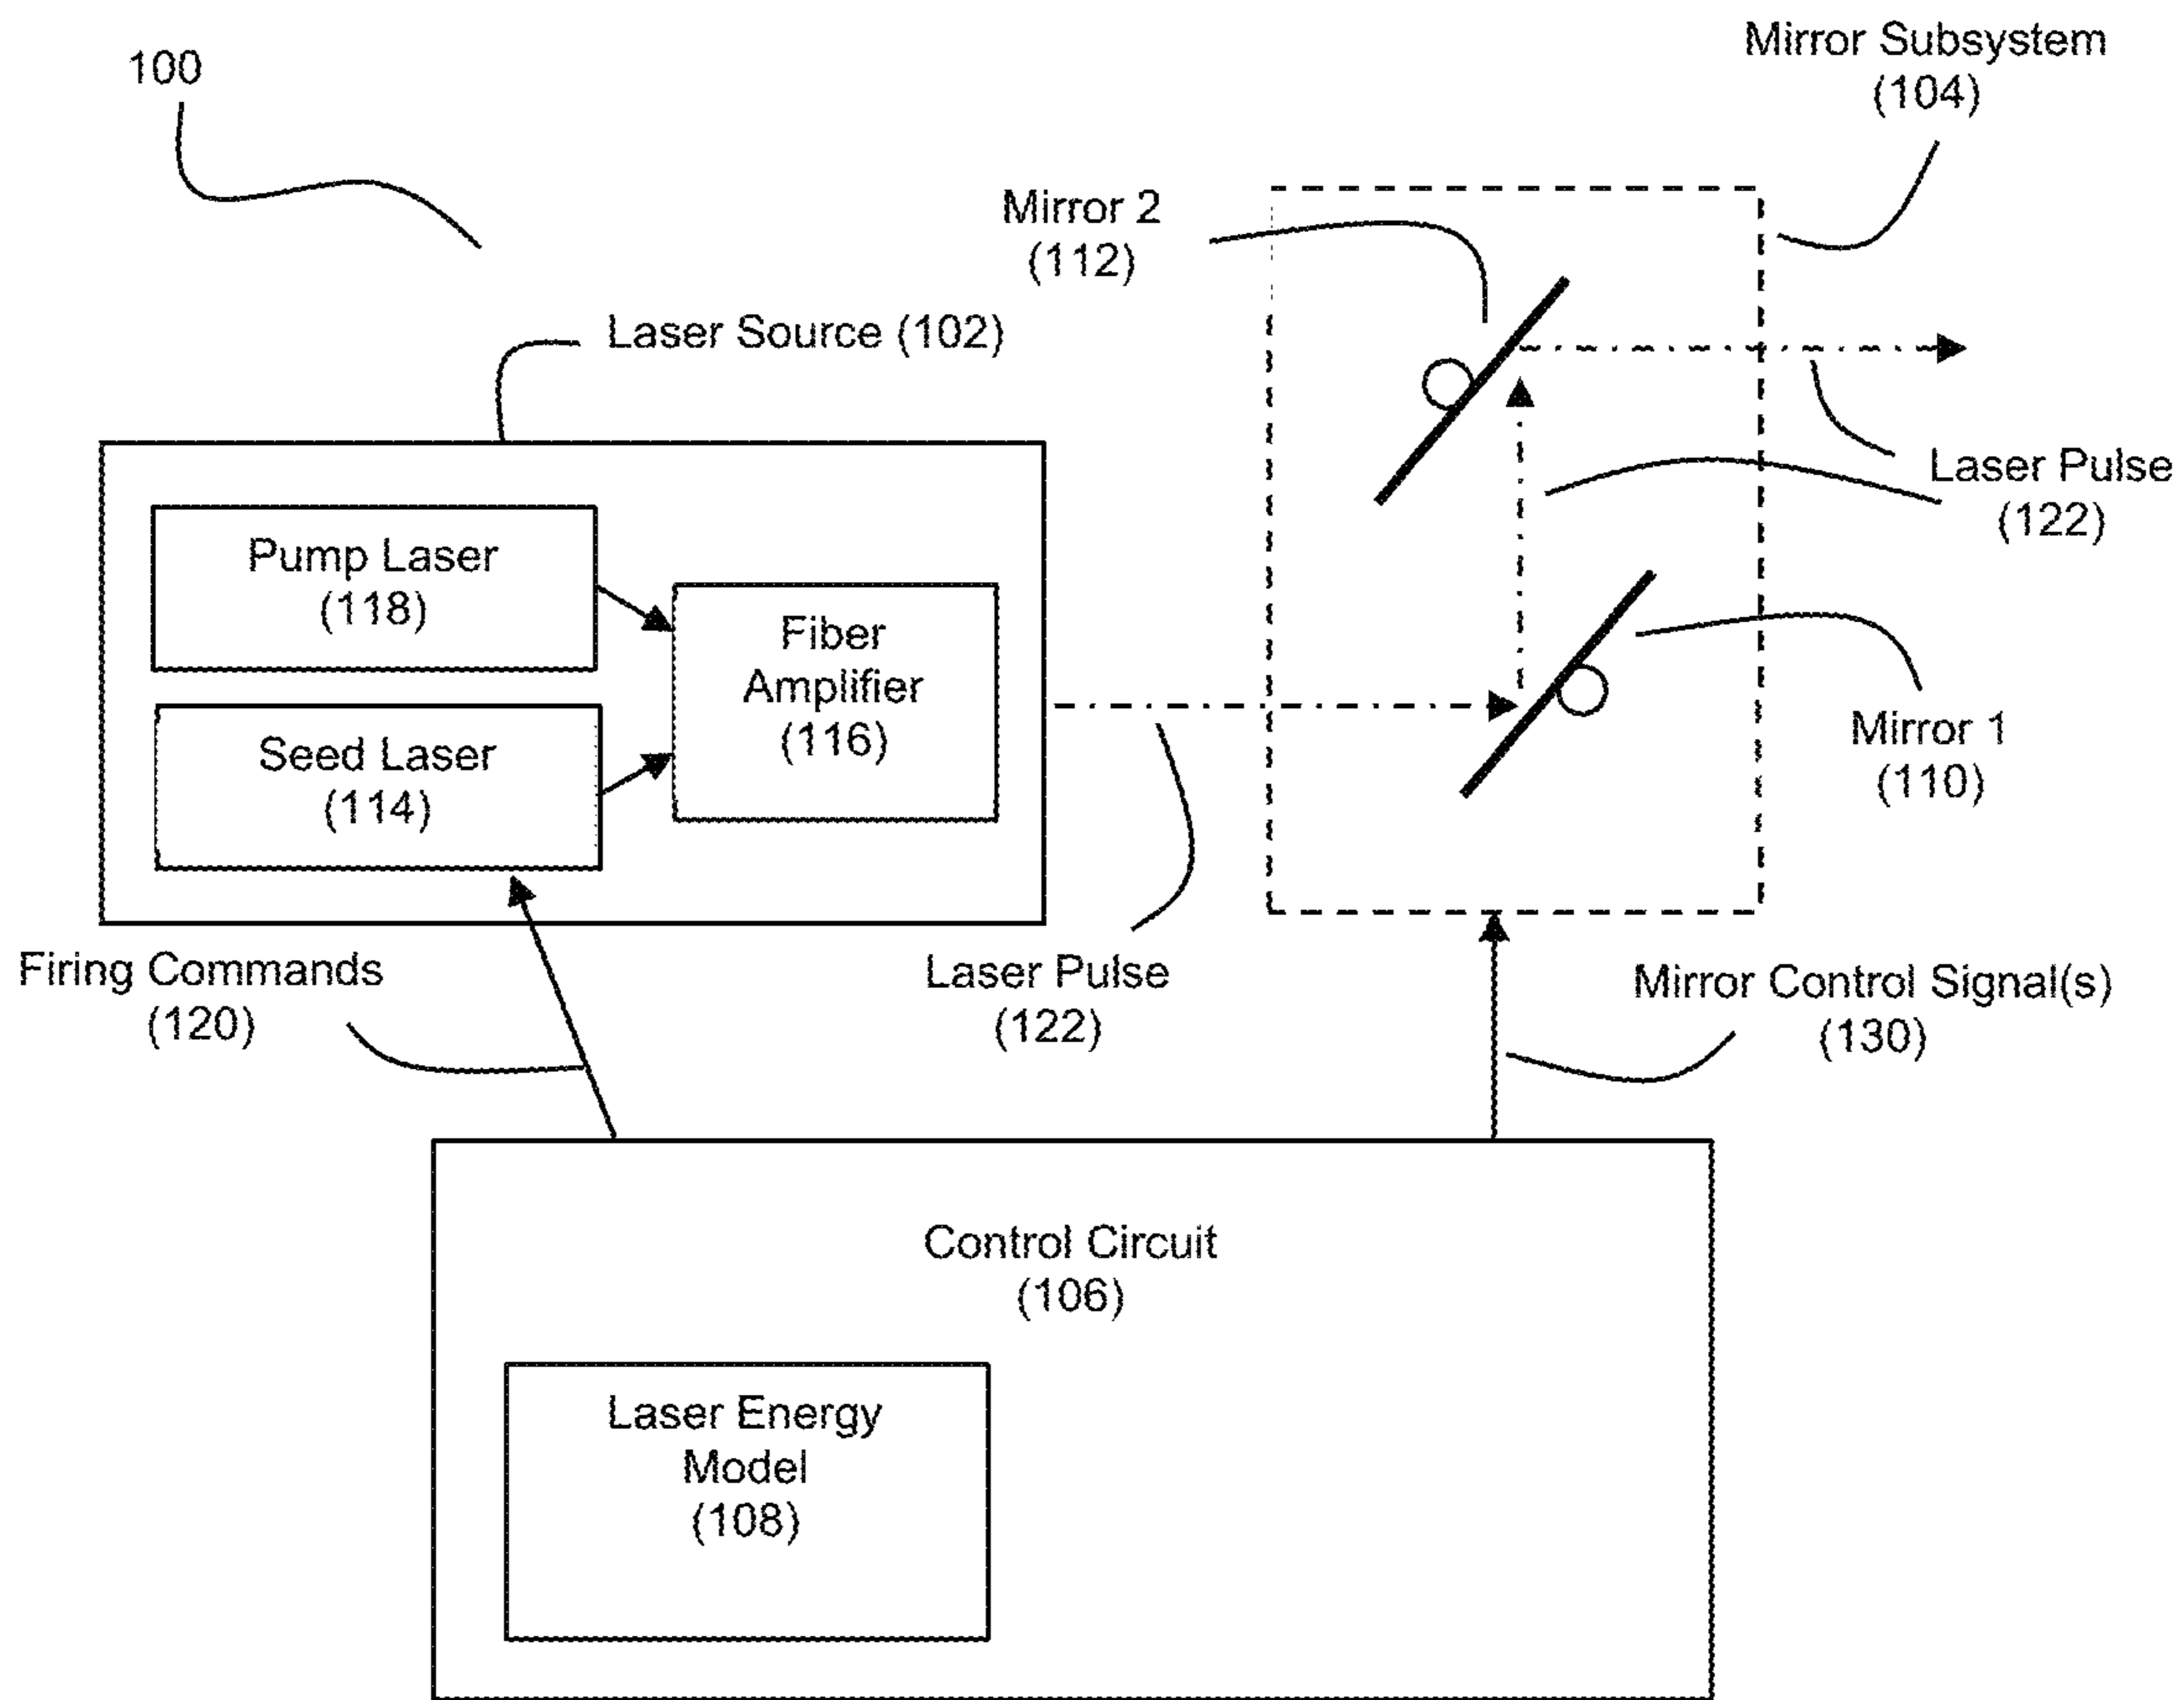 100
Mirror Subsystem
(104)
Mirror 2
(112)
Laser Source (102)
Laser Pulse
(122)
Pump Laser
(118)
Fiber
Amplifier
(116)
Seed Laser
(114)
Mirror 1
(110)
Firing Commands
(120)
Laser Pulse
(122)
Mirror Control Signal(s)
(130)
Control Circuit
(106)
Laser Energy
Model
(108)